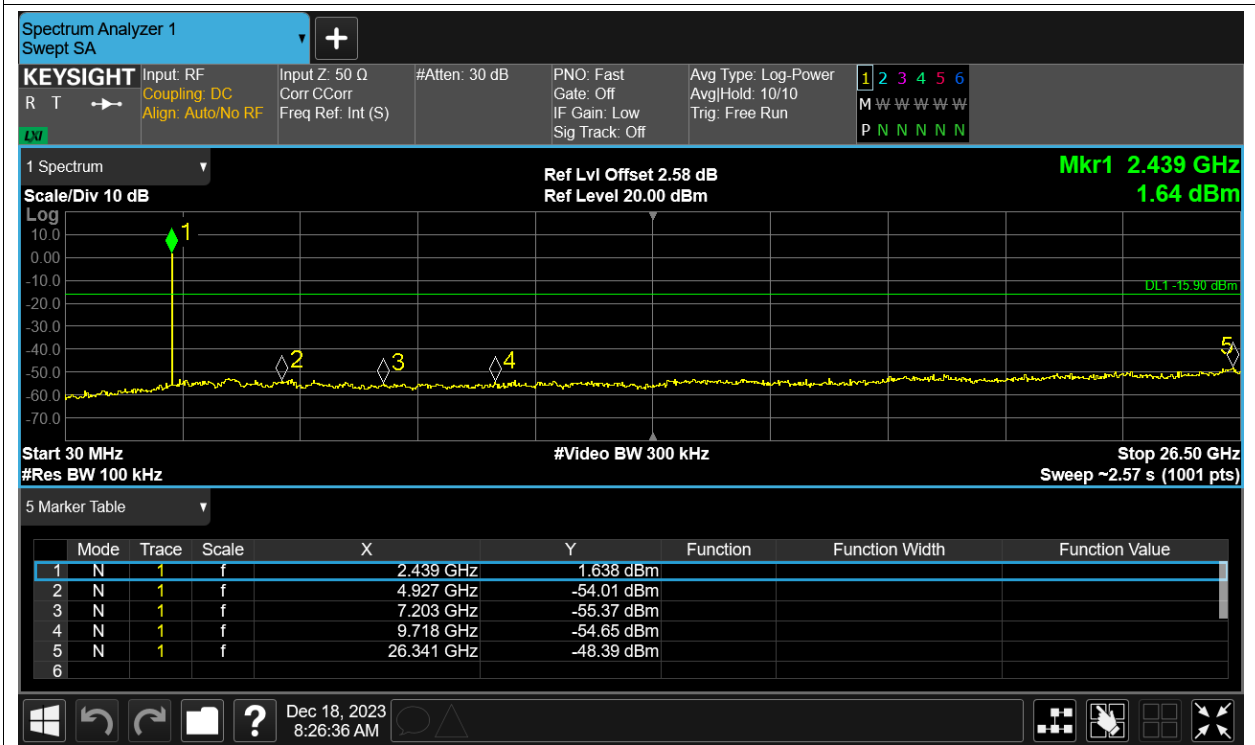 Spectrum Analyzer 1
Swept SA
KEYSIGHT Input: RF Input Z: 50 Ω #Atten: 30 dB PNO: Fast Avg Type: Log-Power 1 2 3 4 5 6
R T Coupling: DC Corr CCorr Gate: Off Avg|Hold: 10/10 M W W W W W
Align: Auto/No RF Freq Ref: Int (S) IF Gain: Low Trig: Free Run
LXI Sig Track: Off P N N N N N
1 Spectrum Ref Lvl Offset 2.58 dB Mkr1 2.439 GHz
Scale/Div 10 dB Ref Level 20.00 dBm 1.64 dBm
Log
10.0 1
0.00
-10.0 DL1 -15.90 dBm
-20.0
-30.0
-40.0 2 3 4 5
-50.0
-60.0
-70.0
Start 30 MHz #Video BW 300 kHz Stop 26.50 GHz
#Res BW 100 kHz Sweep ~2.57 s (1001 pts)
5 Marker Table
Mode Trace Scale X Y Function Function Width Function Value
1 N 1 f 2.439 GHz 1.638 dBm
2 N 1 f 4.927 GHz -54.01 dBm
3 N 1 f 7.203 GHz -55.37 dBm
4 N 1 f 9.718 GHz -54.65 dBm
5 N 1 f 26.341 GHz -48.39 dBm
6
? Dec 18, 2023
8:26:36 AM